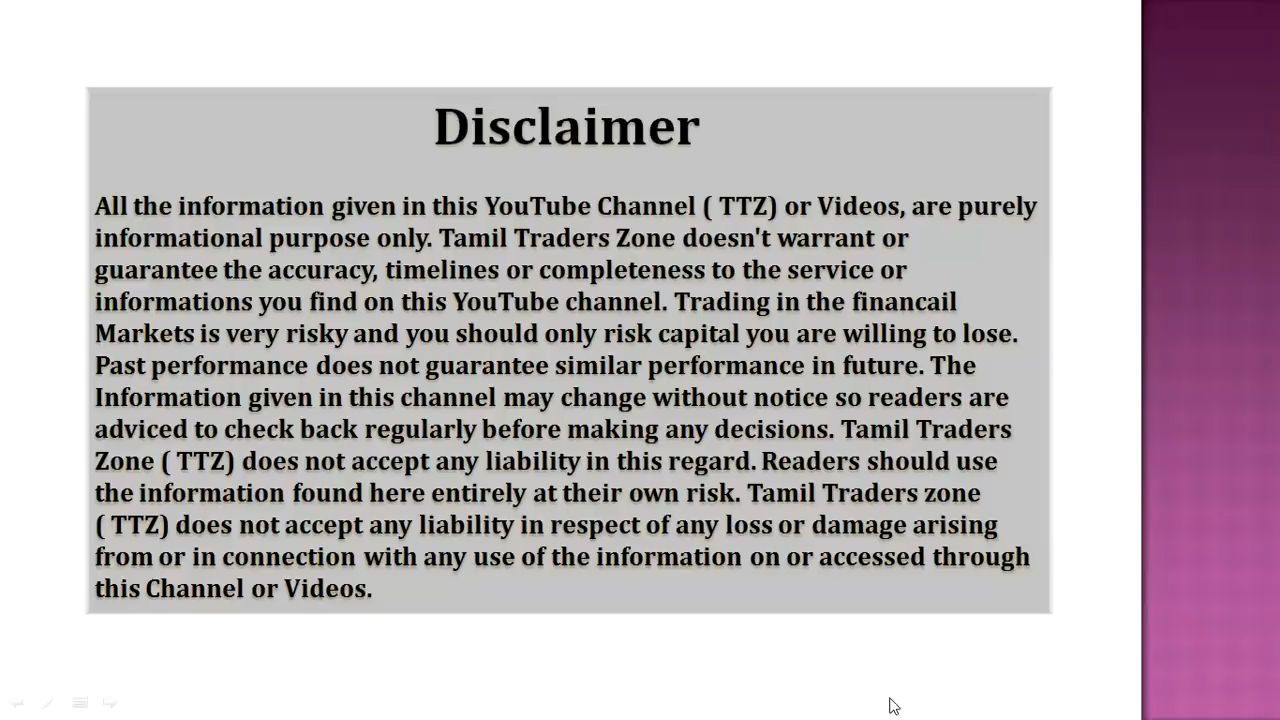 Disclaimer
All the information given in this YouTube Channel ( TTZ) or Videos, are purely
informational purpose only. Tamil Traders Zone doesn't warrant or
guarantee the accuracy, timelines or completeness to the service or
informations you find on this YouTube channel. Trading in the financail
Markets is very risky and you should only risk capital you are willing to lose.
Past performance does not guarantee similar performance in future. The
Information given in this channel may change without notice so readers are
adviced to check back regularly before making any decisions. Tamil Traders
Zone ( TTZ) does not accept any liability in this regard. Readers should use
the information found here entirely at their own risk. Tamil Traders zone
( TTZ) does not accept any liability in respect of any loss or damage arising
from or in connection with any use of the information on or accessed through
this Channel or Videos.